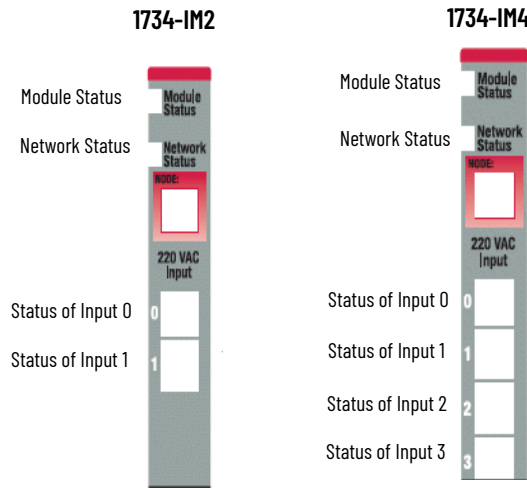 1734-IM2
Module Status
Module
Status
Network Status
Network
Status
NODE:
220 VAC
Input
Status of Input 0
0
Status of Input 1
1
1734-IM4
Module Status
Module
Status
Network Status
Network
Status
NODE:
220 VAC
Input
Status of Input 0
0
Status of Input 1
1
Status of Input 2
2
Status of Input 3
3